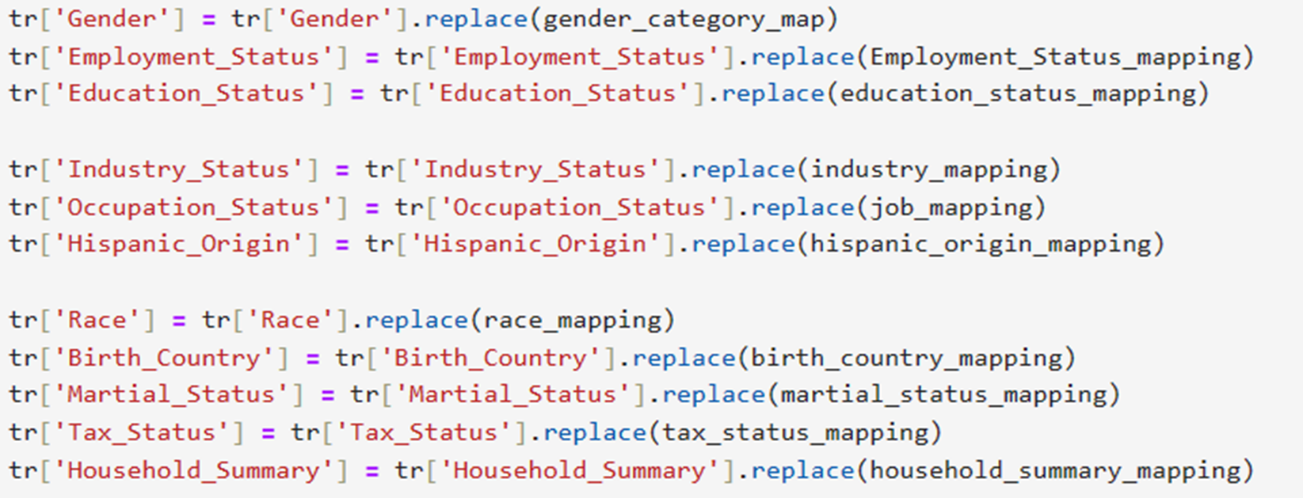 tr['Gender'] = tr['Gender'].replace(gender_category_map)
tr['Employment_Status'] = tr['Employment_Status'].replace(Employment_Status_mapping)
tr['Education_Status'] = tr['Education_Status'].replace(education_status_mapping)
tr['Industry_Status'] = tr['Industry_Status'].replace(industry_mapping)
tr['Occupation_Status'] = tr['Occupation_Status'].replace(job_mapping)
tr['Hispanic_Origin'] = tr['Hispanic_Origin'].replace(hispanic_origin_mapping)
tr['Race'] = tr['Race'].replace(race_mapping)
tr['Birth_Country'] = tr['Birth_Country'].replace(birth_country_mapping)
tr['Martial_Status'] = tr['Martial_Status'].replace(martial_status_mapping)
tr['Tax_Status'] = tr['Tax_Status'].replace(tax_status_mapping)
tr['Household_Summary'] = tr['Household_Summary'].replace(household_summary_mapping)